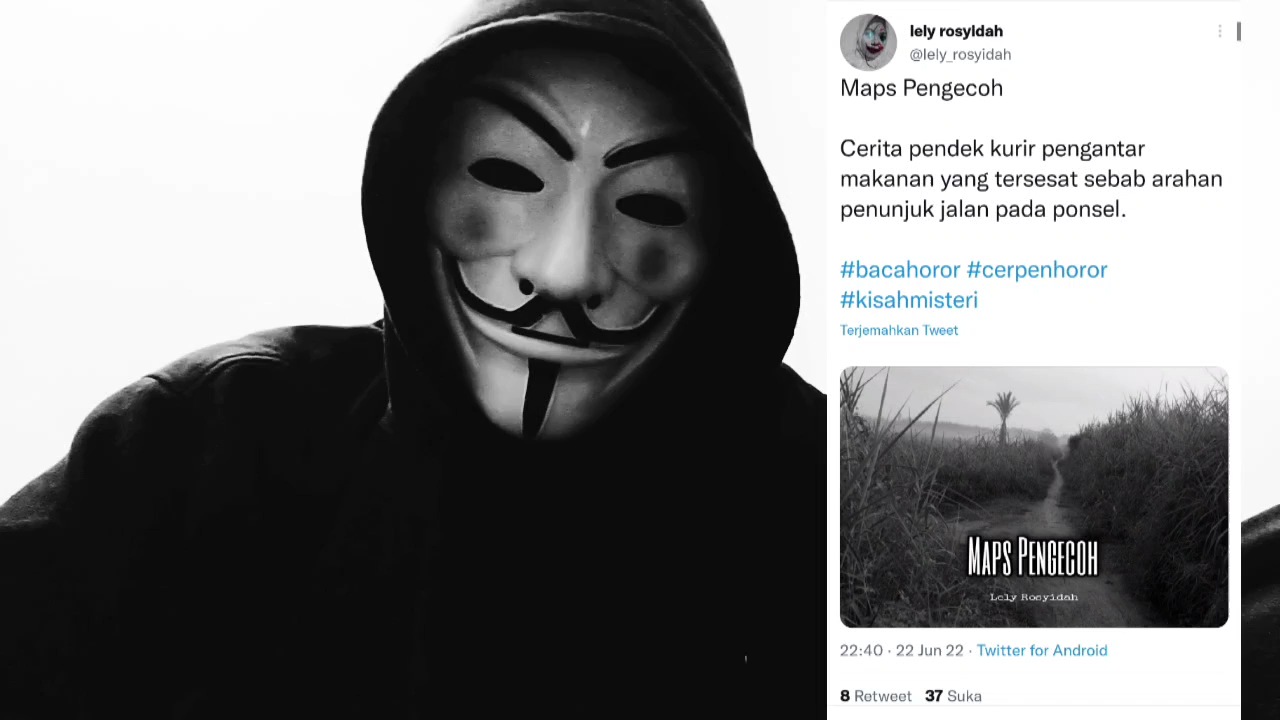 lely rosyIdah
@lely_rosyidah
Maps Pengecoh
Cerita pendek kurir pengantar
makanan yang tersesat sebab arahan
penunjuk jalan pada ponsel.
#bacahoror #cerpenhoror
#kisahmisteri
Terjemahkan Tweet
MAPS PENGECOH
Lely Rosyidah
22:40 · 22 Jun 22 · Twitter for Android
8 Retweet 37 Suka